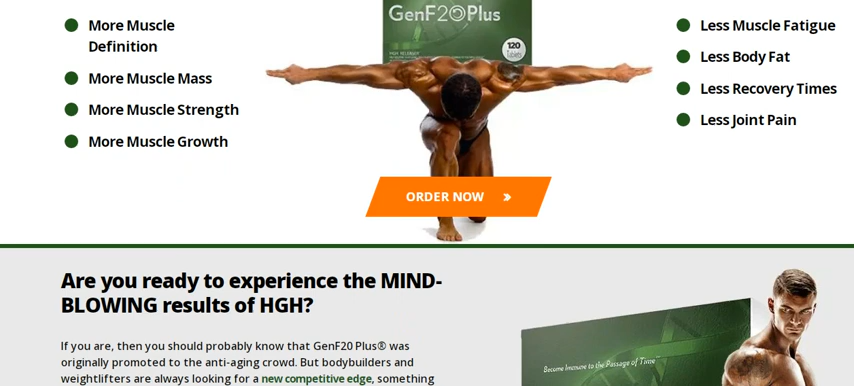 More Muscle
Definition
More Muscle Mass
More Muscle Strength
More Muscle Growth
GenF20Plus
120
Tablets
Less Muscle Fatigue
Less Body Fat
Less Recovery Times
Less Joint Pain
ORDER NOW
Are you ready to experience the MIND-
BLOWING results of HGH?
If you are, then you should probably know that GenF20 Plus® was
originally promoted to the anti-aging crowd. But bodybuilders and
weightlifters are always looking for a new competitive edge, something
Become Immune to the Passage of Time™